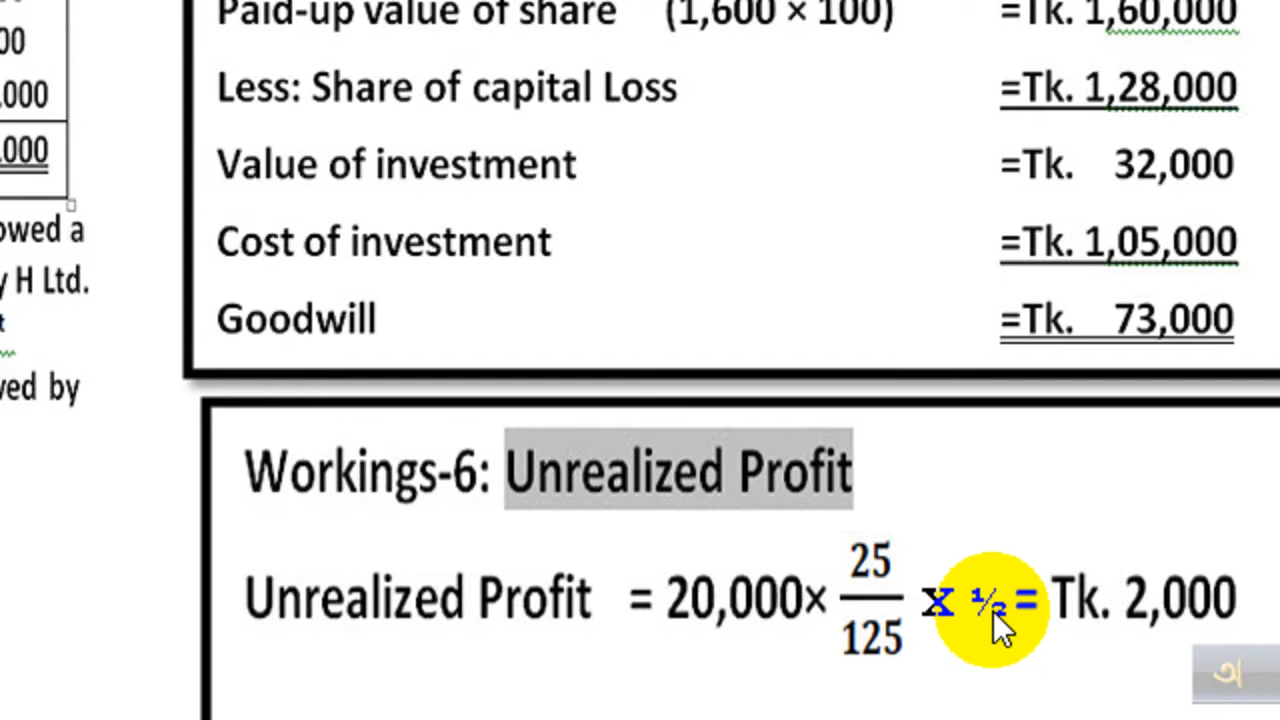 00
000
000
owed a
y H Ltd.
t
ved by
Paid-up value of share (1,600 × 100) =Tk. 1,60,000
Less: Share of capital Loss =Tk. 1,28,000
Value of investment =Tk. 32,000
Cost of investment =Tk. 1,05,000
Goodwill =Tk. 73,000
Workings-6: Unrealized Profit
Unrealized Profit = 20,000× 25/125 x ½ = Tk. 2,000
অ